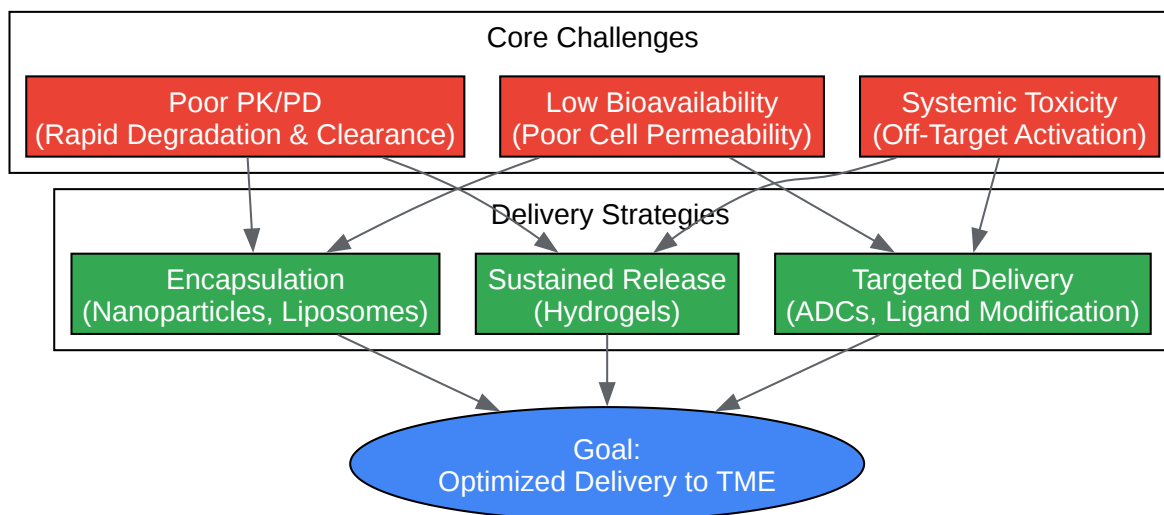 Core Challenges
Poor PK/PD
(Rapid Degradation & Clearance)
Low Bioavailability
(Poor Cell Permeability)
Systemic Toxicity
(Off-Target Activation)
Delivery Strategies
Encapsulation
(Nanoparticles, Liposomes)
Sustained Release
(Hydrogels)
Targeted Delivery
(ADCs, Ligand Modification)
Goal:
Optimized Delivery to TME